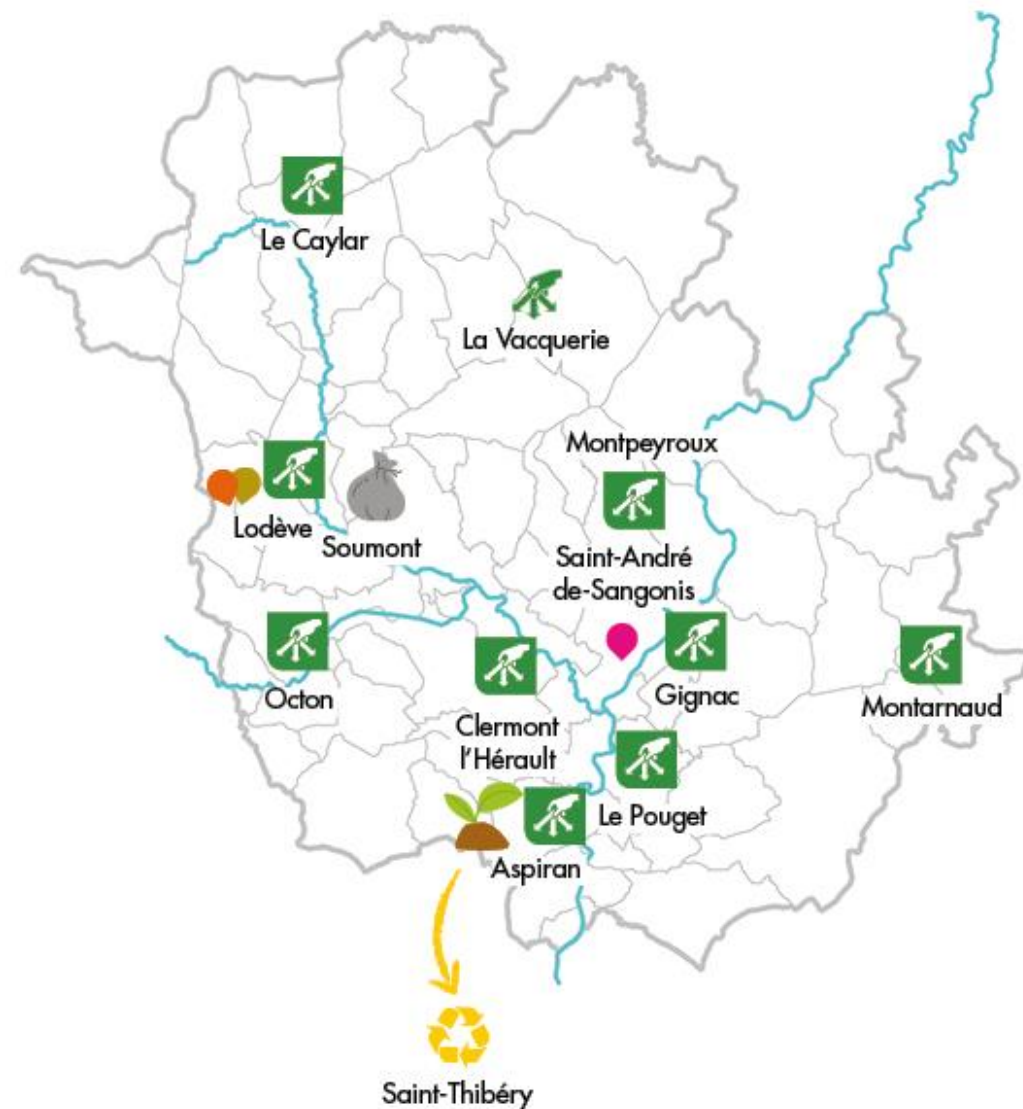 Le Caylar
La Vacquerie
Montpeyroux
Lodève
Soumont
Saint-André
de-Sangonis
Octon
Clermont
l'Hérault
Gignac
Montarnaud
Le Pouget
Aspiran
Saint-Thibéry